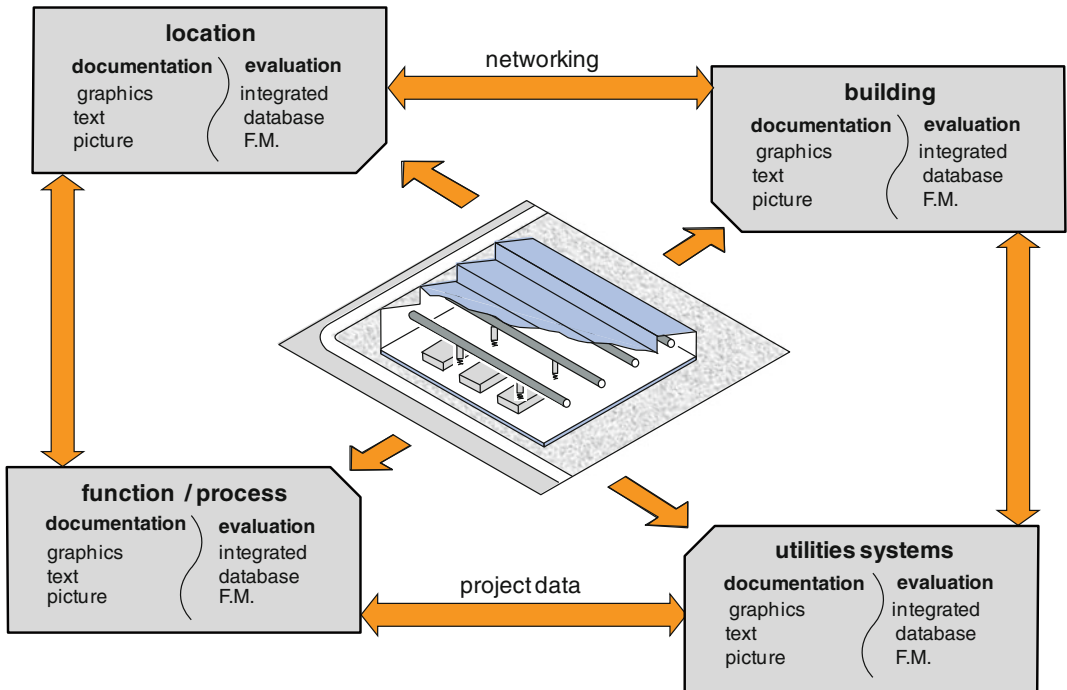 location
documentation evaluation
graphics integrated
text database
picture F.M.
networking
building
documentation evaluation
graphics integrated
text database
picture F.M.
function / process
documentation evaluation
graphics integrated
text database
picture F.M.
project data
utilities systems
documentation evaluation
graphics integrated
text database
picture F.M.